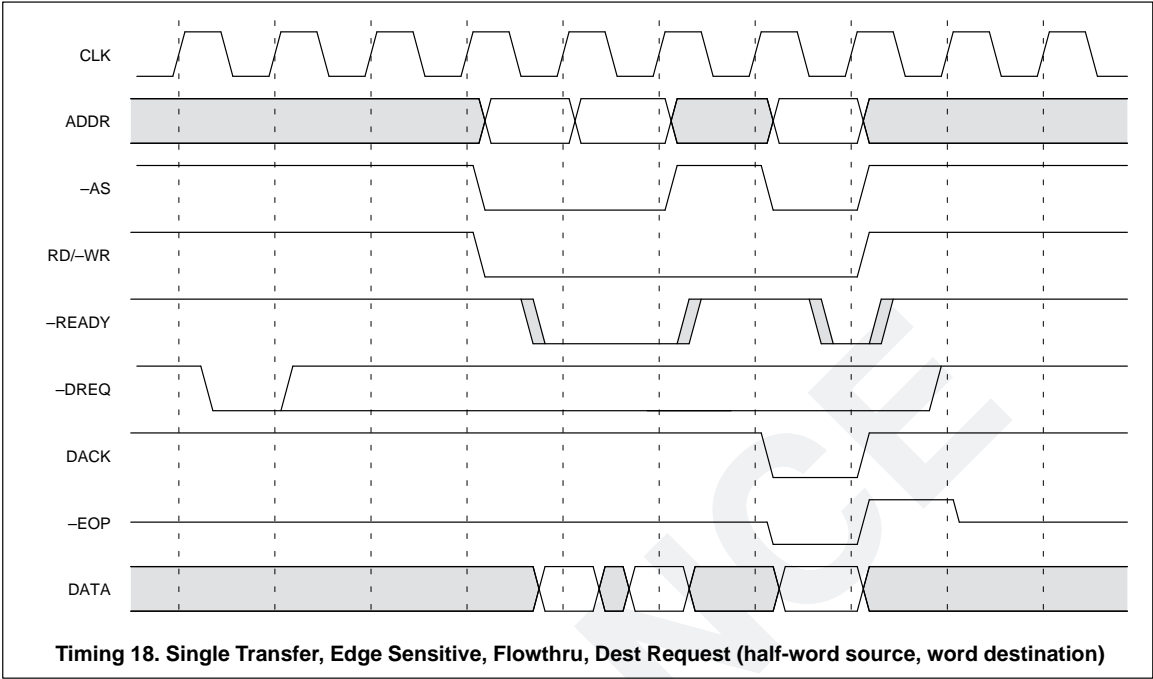 CLK
ADDR
–AS
RD/–WR
–READY
–DREQ
DACK
–EOP
DATA
NCE
Timing 18. Single Transfer, Edge Sensitive, Flowthru, Dest Request (half-word source, word destination)